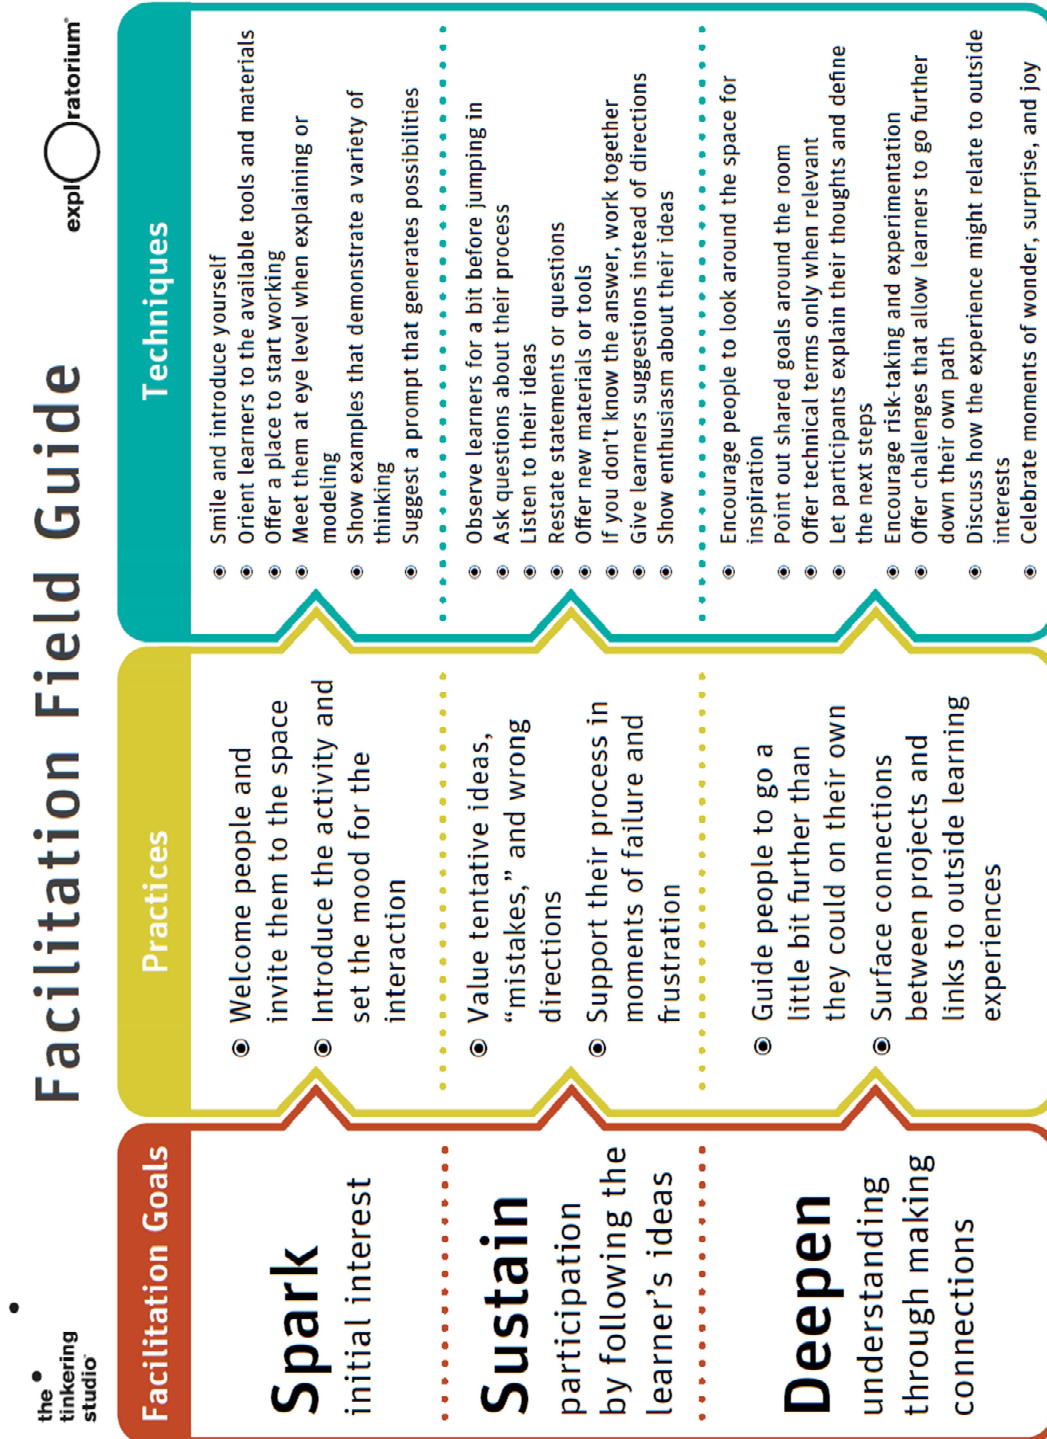 the
tinkering
studio
Facilitation Field Guide
expl ratorium®
Facilitation Goals
Practices
Techniques
Spark
initial interest
Welcome people and
invite them to the space
Introduce the activity and
set the mood for the
interaction
Smile and introduce yourself
Orient learners to the available tools and materials
Offer a place to start working
Meet them at eye level when explaining or
modeling
Show examples that demonstrate a variety of
thinking
Suggest a prompt that generates possibilities
Sustain
participation
by following the
learner's ideas
Value tentative ideas,
“mistakes,” and wrong
directions
Support their process in
moments of failure and
frustration
Observe learners for a bit before jumping in
Ask questions about their process
Listen to their ideas
Restate statements or questions
Offer new materials or tools
If you don't know the answer, work together
Give learners suggestions instead of directions
Show enthusiasm about their ideas
Deepen
understanding
through making
connections
Guide people to go a
little bit further than
they could on their own
Surface connections
between projects and
links to outside learning
experiences
Encourage people to look around the space for
inspiration
Point out shared goals around the room
Offer technical terms only when relevant
Let participants explain their thoughts and define
the next steps
Encourage risk-taking and experimentation
Offer challenges that allow learners to go further
down their own path
Discuss how the experience might relate to outside
interests
Celebrate moments of wonder, surprise, and joy